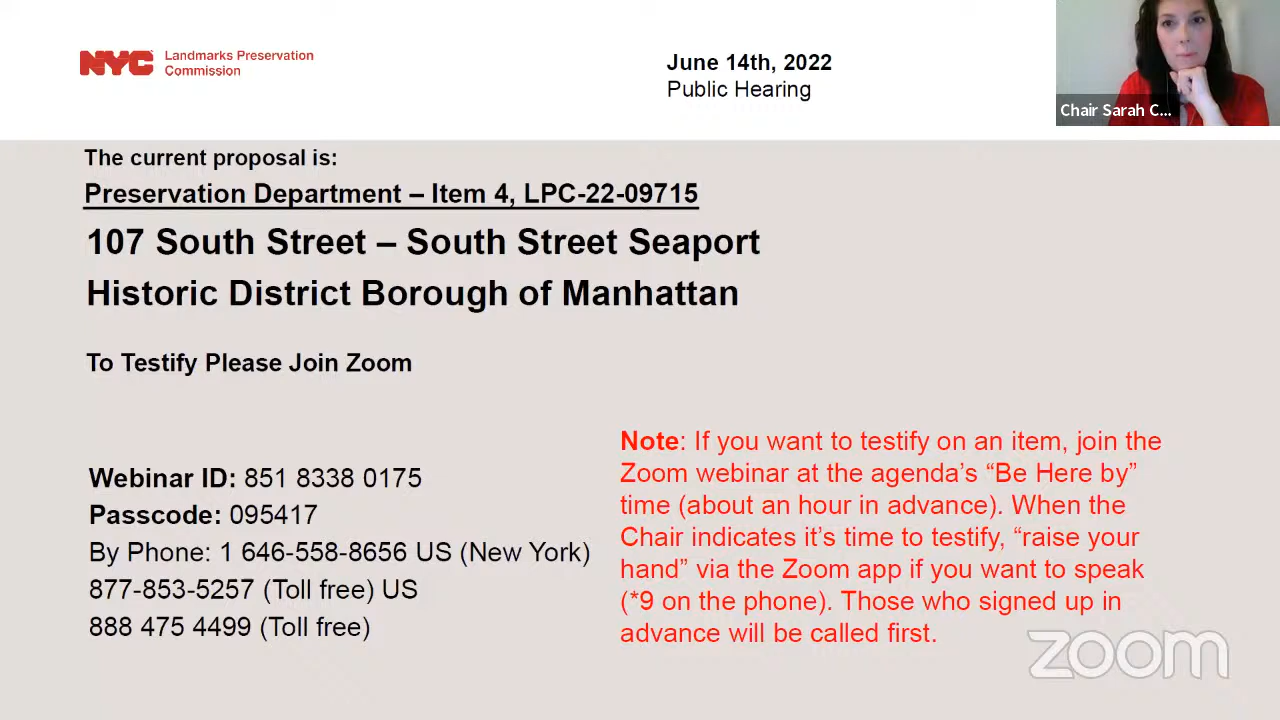 NYC Landmarks Preservation
Commission
June 14th, 2022
Public Hearing
Chair Sarah C...
The current proposal is:
Preservation Department – Item 4, LPC-22-09715
107 South Street – South Street Seaport
Historic District Borough of Manhattan
To Testify Please Join Zoom
Webinar ID: 851 8338 0175
Passcode: 095417
By Phone: 1 646-558-8656 US (New York)
877-853-5257 (Toll free) US
888 475 4499 (Toll free)
Note: If you want to testify on an item, join the
Zoom webinar at the agenda’s “Be Here by”
time (about an hour in advance). When the
Chair indicates it’s time to testify, “raise your
hand” via the Zoom app if you want to speak
(*9 on the phone). Those who signed up in
advance will be called first.
zoom